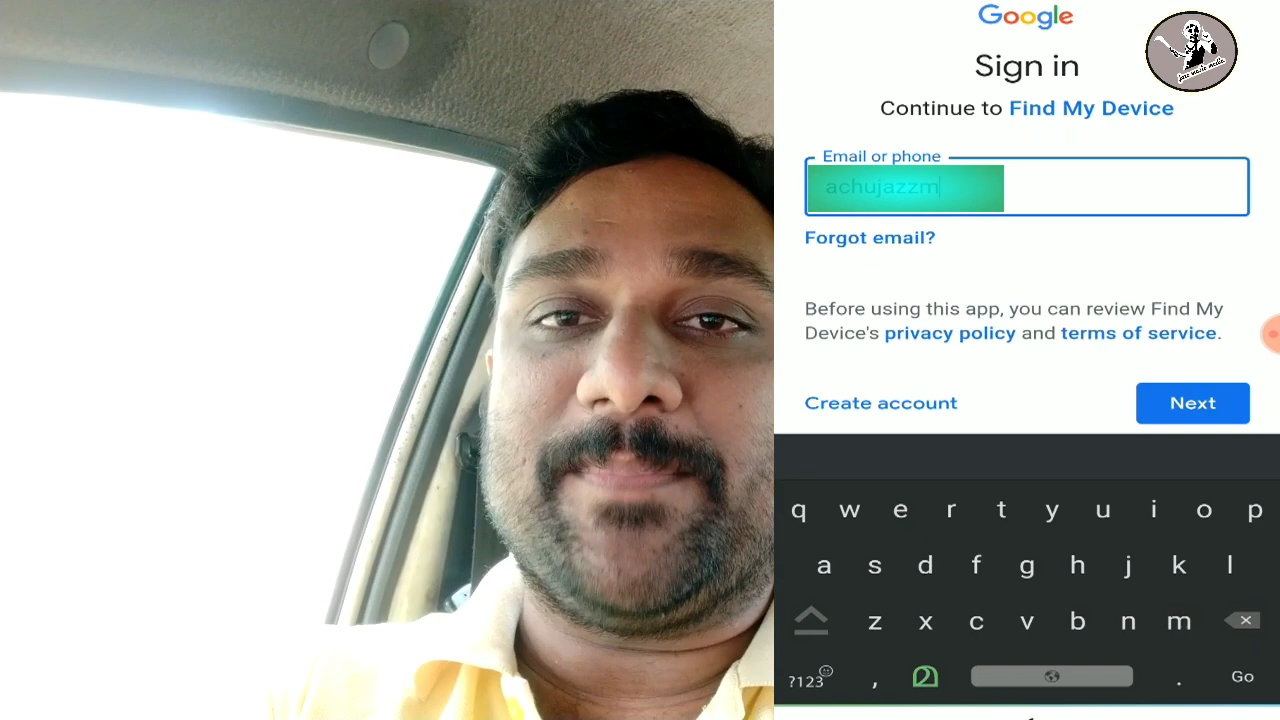 Google
Sign in
Continue to Find My Device
Email or phone
achujazzm
Forgot email?
Before using this app, you can review Find My
Device's privacy policy and terms of service.
Create account
Next
q w e r t y u i o p
a s d f g h j k l
z x c v b n m
?123 , മ . Go